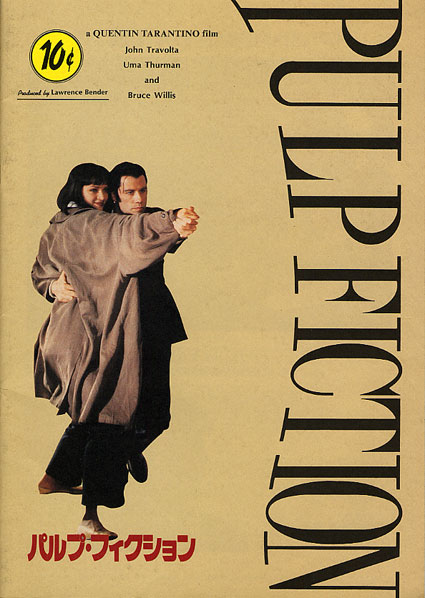 10¢
Produced by Lawrence Bender
a QUENTIN TARANTINO film
John Travolta
Uma Thurman
and
Bruce Willis
PULP FICTION
パルプ・フィクション